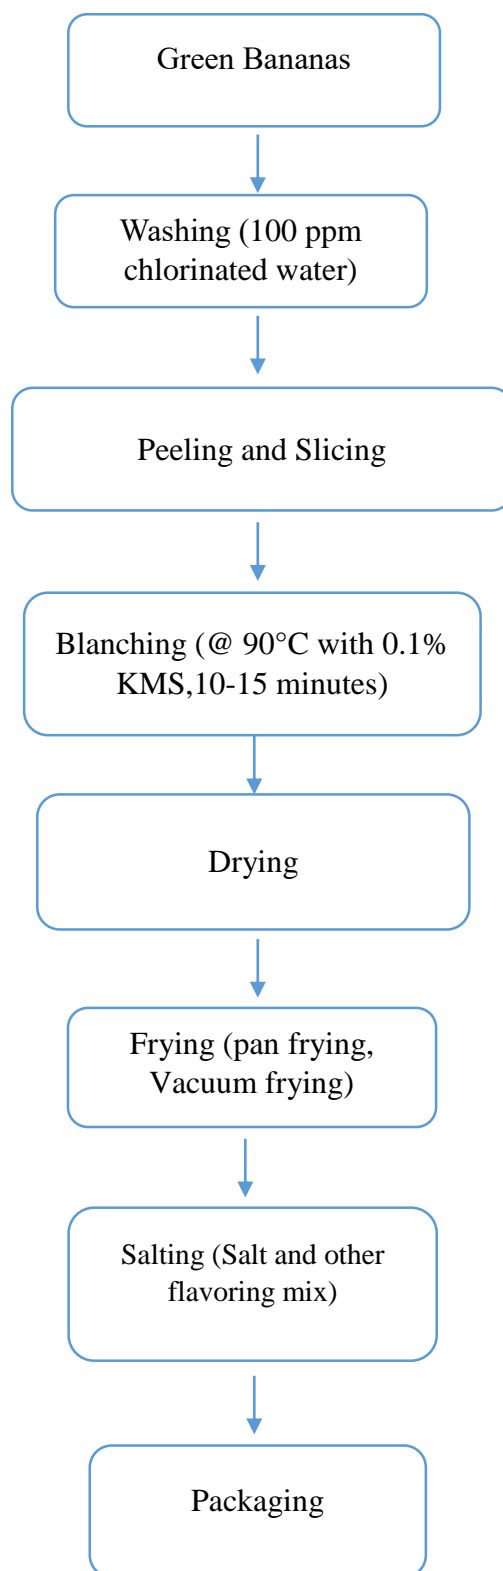 Green Bananas
Washing (100 ppm
chlorinated water)
Peeling and Slicing
Blanching (@ 90°C with 0.1%
KMS,10-15 minutes)
Drying
Frying (pan frying,
Vacuum frying)
Salting (Salt and other
flavoring mix)
Packaging